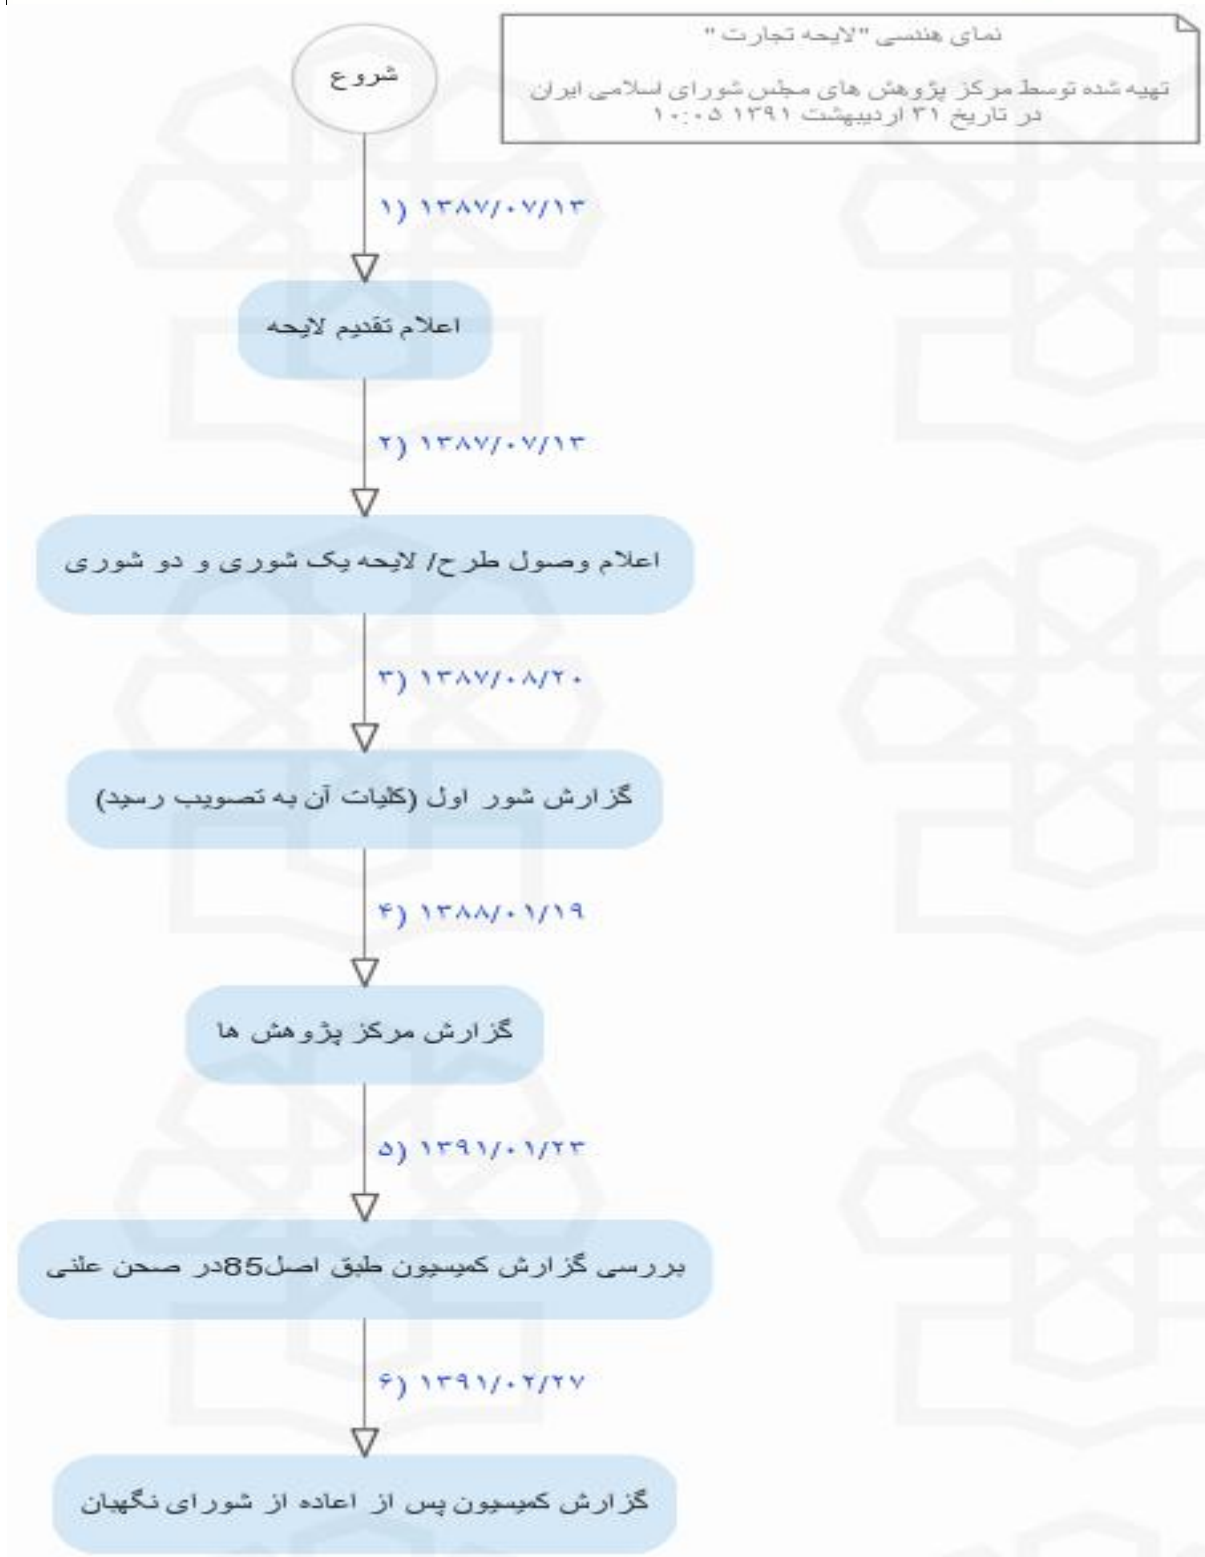 نمای هندسی "لایحه تجارت "
تهیه شده توسط مرکز پژوهش های مجلس شورای اسلامی ایران
در تاریخ ۳۱ اردیبهشت ۱۳۹۱ ۱۰:۰۵
شروع
۱) ۱۳۸۷/۰۷/۱۳
اعلام تقدیم لایحه
۲) ۱۳۸۷/۰۷/۱۳
اعلام وصول طرح/ لایحه یک شوری و دو شوری
۳) ۱۳۸۷/۰۸/۲۰
گزارش شور اول (کلیات آن به تصویب رسید)
۴) ۱۳۸۸/۰۱/۱۹
گزارش مرکز پژوهش ها
۵) ۱۳۹۱/۰۱/۲۳
بررسی گزارش کمیسیون طبق اصل85در صحن علنی
۶) ۱۳۹۱/۰۲/۲۷
گزارش کمیسیون پس از اعاده از شورای نگهبان